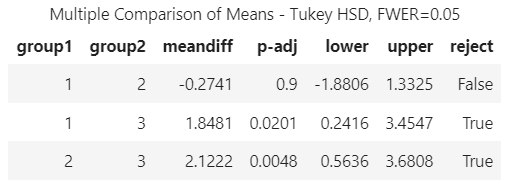 Multiple Comparison of Means - Tukey HSD, FWER=0.05
group1 group2 meandiff p-adj lower upper reject
1 2 -0.2741 0.9 -1.8806 1.3325 False
1 3 1.8481 0.0201 0.2416 3.4547 True
2 3 2.1222 0.0048 0.5636 3.6808 True